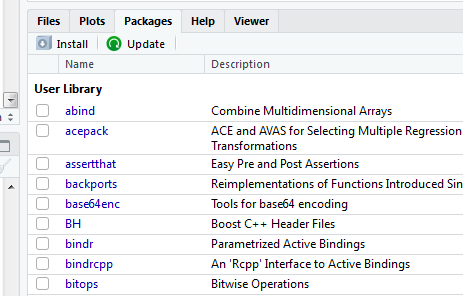 Files Plots Packages Help Viewer
Install Update
Name Description
User Library
abind Combine Multidimensional Arrays
acepack ACE and AVAS for Selecting Multiple Regression
Transformations
assertthat Easy Pre and Post Assertions
backports Reimplementations of Functions Introduced Sin
base64enc Tools for base64 encoding
BH Boost C++ Header Files
bindr Parametrized Active Bindings
bindrcpp An 'Rcpp' Interface to Active Bindings
bitops Bitwise Operations